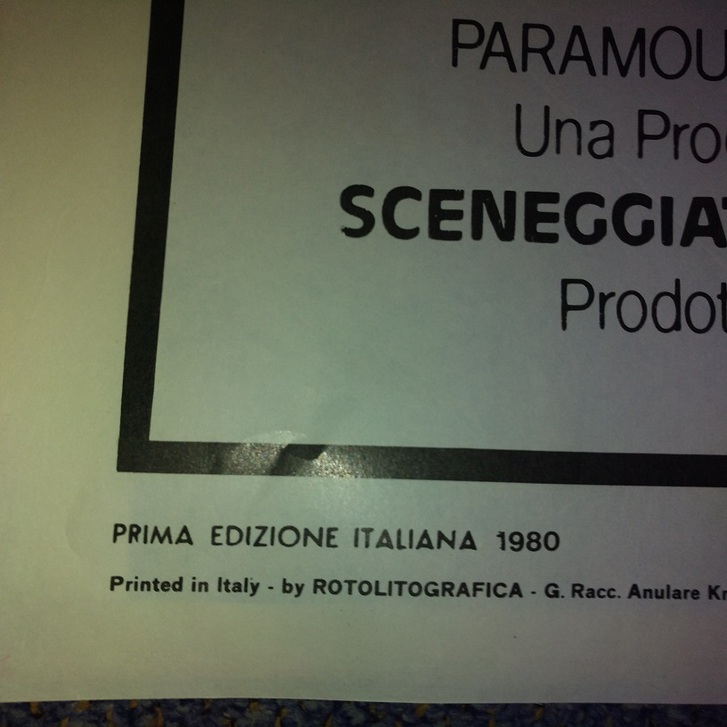 PARAMOU
Una Pro
SCENEGGIA
Prodot
PRIMA EDIZIONE ITALIANA 1980
Printed in Italy - by ROTOLITOGRAFICA - G. Racc. Anulare K